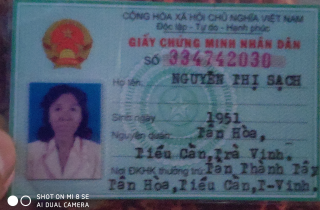 CỘNG HÒA XÃ HỘI CHỦ NGHĨA VIỆT NAM
Độc lập - Tự do - Hạnh phúc
GIẤY CHỨNG MINH NHÂN DÂN
SỐ 334742030
Họ tên: NGUYỄN THỊ SẠCH
Sinh ngày 1951
Nguyên quán: Tân Hòa,
Tiểu Cần, Trà Vinh.
Nơi ĐKHK thường trú: Tân Thành Tây
Tân Hòa, Tiểu Cần, T-Vinh.
SHOT ON MI 8 SE
AI DUAL CAMERA